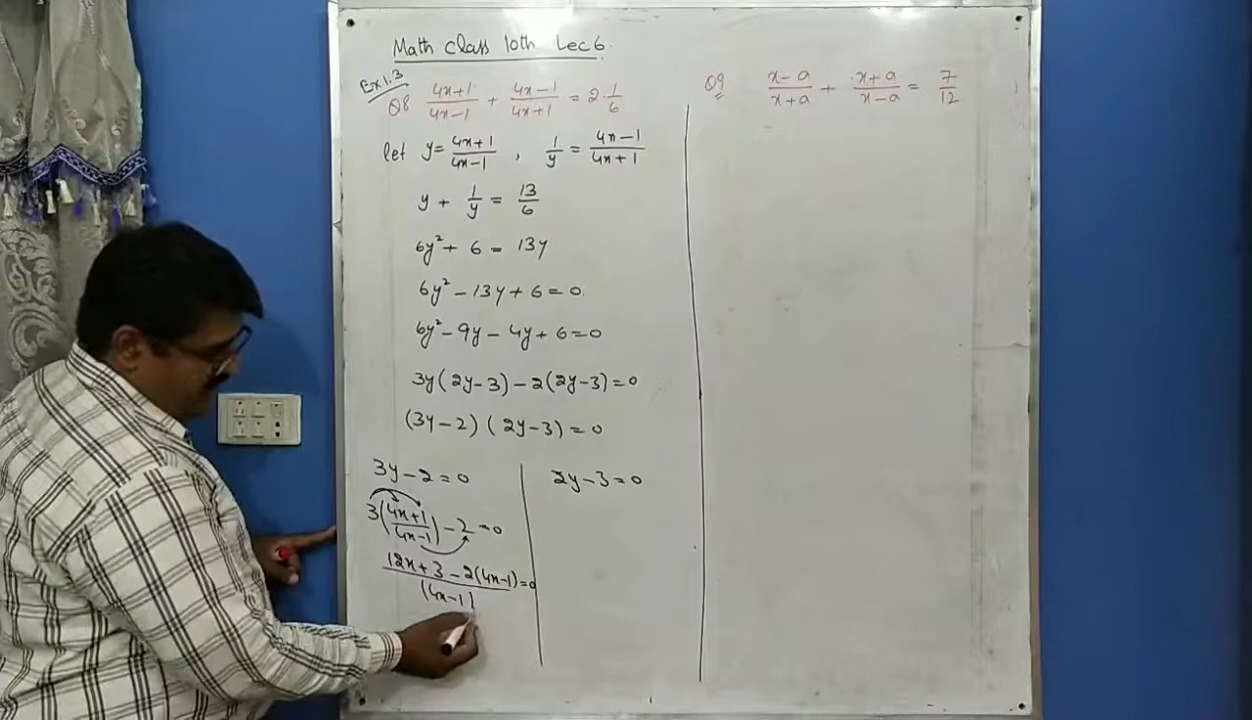 Math class 10th Lec 6
Ex 1.3
Q8 (4x+1)/(4x-1) + (4x-1)/(4x+1) = 2 1/6
let y = (4x+1)/(4x-1) , 1/y = (4x-1)/(4x+1)
y + 1/y = 13/6
6y² + 6 = 13y
6y² - 13y + 6 = 0
6y² - 9y - 4y + 6 = 0
3y(2y-3) - 2(2y-3) = 0
(3y-2)(2y-3) = 0
3y-2=0
3((4x+1)/(4x-1)) - 2 = 0
(12x+3-2(4x-1))/(4x-1) = 0
2y-3=0
Q9 (x-a)/(x+a) + (x+a)/(x-a) = 7/12